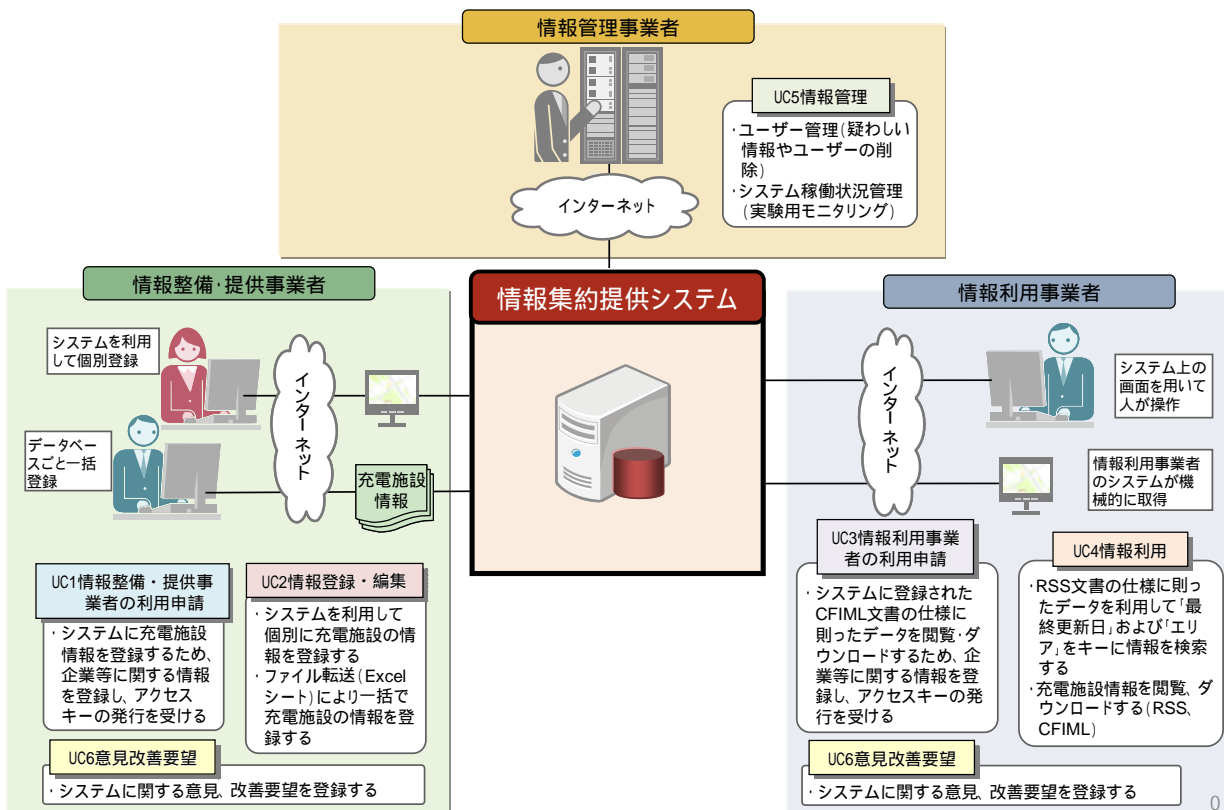 情報管理事業者
UC5情報管理
・ユーザー管理(疑わしい
情報やユーザーの削
除)
・システム稼働状況管理
(実験用モニタリング)
インターネット
情報整備・提供事業者
システムを利用
して個別登録
データベー
スごと一括
登録
インターネット
充電施設
情報
UC1情報整備・提供事
業者の利用申請
・システムに充電施設
情報を登録するため、
企業等に関する情報
を登録し、アクセス
キーの発行を受ける
UC2情報登録・編集
・システムを利用して
個別に充電施設の情
報を登録する
・ファイル転送(Excel
シート)により一括で
充電施設の情報を登
録する
UC6意見改善要望
・システムに関する意見、改善要望を登録する
情報集約提供システム
情報利用事業者
インターネット
システム上の
画面を用いて
人が操作
情報利用事業者
のシステムが機
械的に取得
UC3情報利用事業
者の利用申請
・システムに登録された
CFIML文書の仕様に
則ったデータを閲覧・ダ
ウンロードするため、企
業等に関する情報を登
録し、アクセスキーの発
行を受ける
UC4情報利用
・RSS文書の仕様に則っ
たデータを利用して「最
終更新日」および「エリ
ア」をキーに情報を検索
する
・充電施設情報を閲覧、ダ
ウンロードする(RSS、
CFIML)
UC6意見改善要望
・システムに関する意見、改善要望を登録する
0